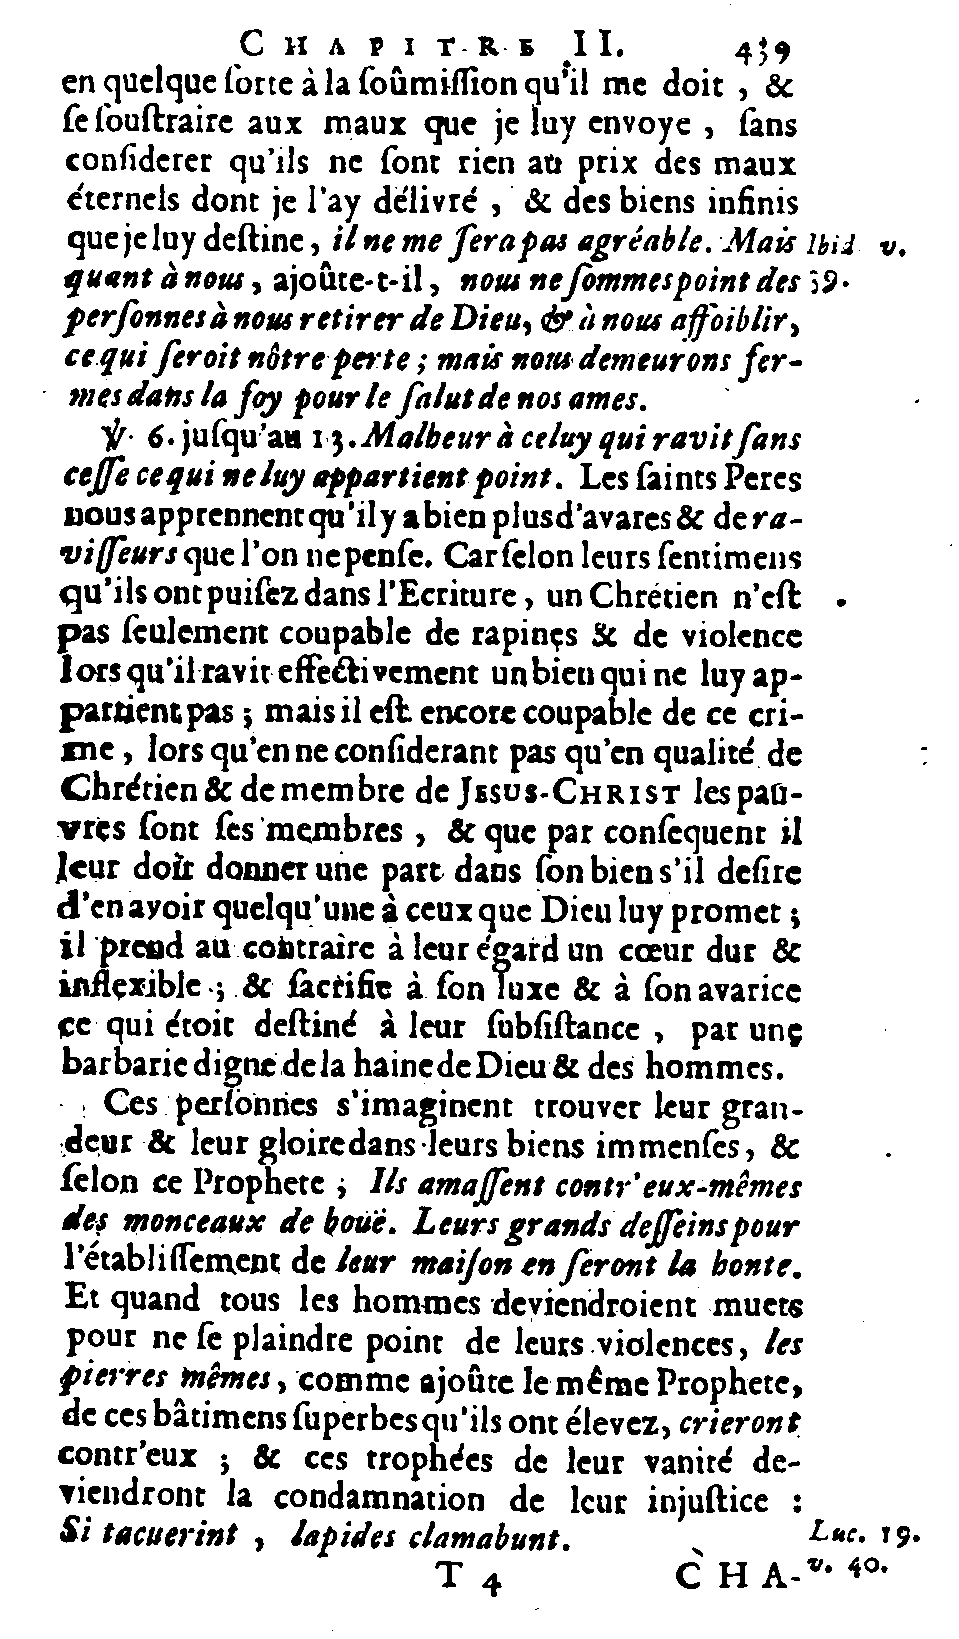 CHAPITRE II. 439
en quelque ſorte à la ſoûmiſſion qu'il me doit, &
ſe ſouſtraire aux maux que je luy envoye, ſans
conſiderer qu'ils ne ſont rien au prix des maux
éternels dont je l'ay délivré, & des biens infinis
que je luy deſtine, il ne me ſera pas agréable. Mais Ibid v.
quant à nous, ajoûte-t-il, nous ne ſommes point des 39.
perſonnes à nous retirer de Dieu, & à nous affoiblir,
ce qui ſeroit nôtre perte; mais nous demeurons fer-
mes dans la foy pour le ſalut de nos ames.
℣. 6. juſqu'au 13. Malheur à celuy qui ravit ſans
ceſſe ce qui ne luy appartient point. Les ſaints Peres
nous apprennent qu'il y a bien plus d'avares & de ra-
viſſeurs que l'on ne penſe. Car ſelon leurs ſentimens
qu'ils ont puiſez dans l'Ecriture, un Chrétien n'eſt
pas ſeulement coupable de rapines & de violence
lors qu'il ravit effectivement un bien qui ne luy ap-
partient pas; mais il eſt encore coupable de ce cri-
me, lors qu'en ne conſiderant pas qu'en qualité de
Chrétien & de membre de JESUS-CHRIST les pau-
vres ſont ſes membres, & que par conſequent il
leur doit donner une part dans ſon bien s'il deſire
d'en avoir quelqu'une à ceux que Dieu luy promet;
il prend au contraire à leur égard un cœur dur &
inflexible; & ſacrifie à ſon luxe & à ſon avarice
ce qui étoit deſtiné à leur ſubſiſtance, par une
barbarie digne de la haine de Dieu & des hommes.
Ces perſonnes s'imaginent trouver leur gran-
deur & leur gloire dans leurs biens immenſes, &
ſelon ce Prophete; Ils amaſſent contr'eux-mêmes
des monceaux de bouë. Leurs grands deſſeins pour
l'établiſſement de leur maiſon en ſeront la honte.
Et quand tous les hommes deviendroient muets
pour ne ſe plaindre point de leurs violences, les
pierres mêmes, comme ajoûte le même Prophete,
de ces bâtimens ſuperbes qu'ils ont élevez, crieront
contr'eux; & ces trophées de leur vanité de-
viendront la condamnation de leur injuſtice:
Si tacuerint, lapides clamabunt. Luc. 19.
T 4 CHA- v. 40.